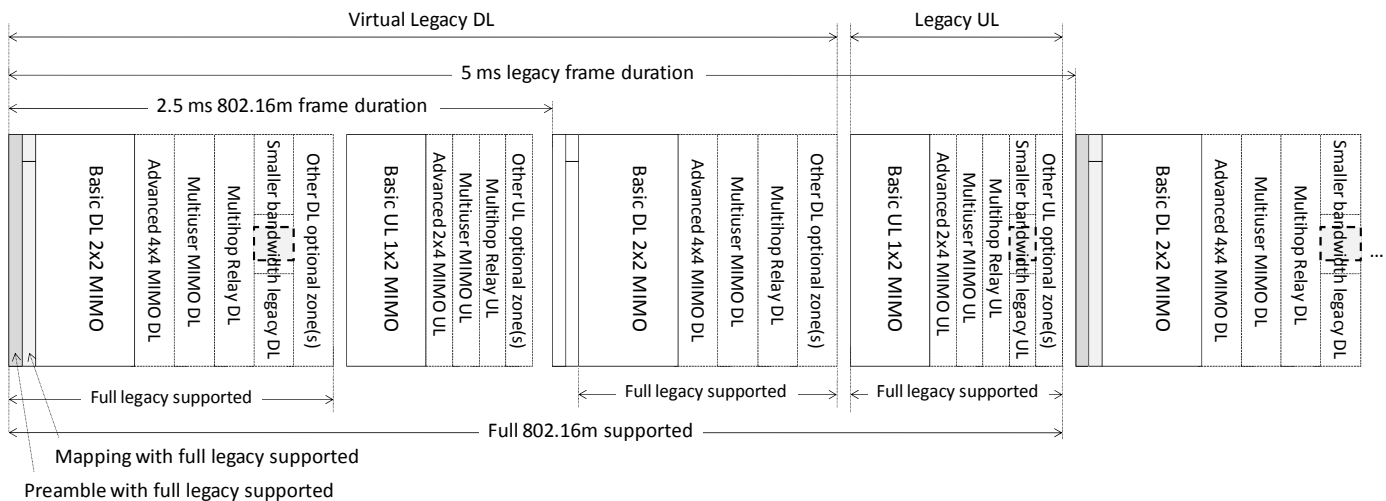 Virtual Legacy DL
Legacy UL
5 ms legacy frame duration
2.5 ms 802.16m frame duration
Basic DL 2x2 MIMO
Advanced 4x4 MIMO DL
Multiuser MIMO DL
Multihop Relay DL
Smaller bandwidth legacy DL
Other DL optional zone(s)
Basic UL 1x2 MIMO
Advanced 2x4 MIMO UL
Multiuser MIMO UL
Multihop Relay UL
Other UL optional zone(s)
Basic DL 2x2 MIMO
Advanced 4x4 MIMO DL
Multiuser MIMO DL
Multihop Relay DL
Other DL optional zone(s)
Basic UL 1x2 MIMO
Advanced 2x4 MIMO UL
Multiuser MIMO UL
Multihop Relay UL
Smaller bandwidth legacy UL
Other UL optional zone(s)
Basic DL 2x2 MIMO
Advanced 4x4 MIMO DL
Multiuser MIMO DL
Multihop Relay DL
Smaller bandwidth legacy DL
...
Full legacy supported
Full legacy supported
Full legacy supported
Full 802.16m supported
Mapping with full legacy supported
Preamble with full legacy supported